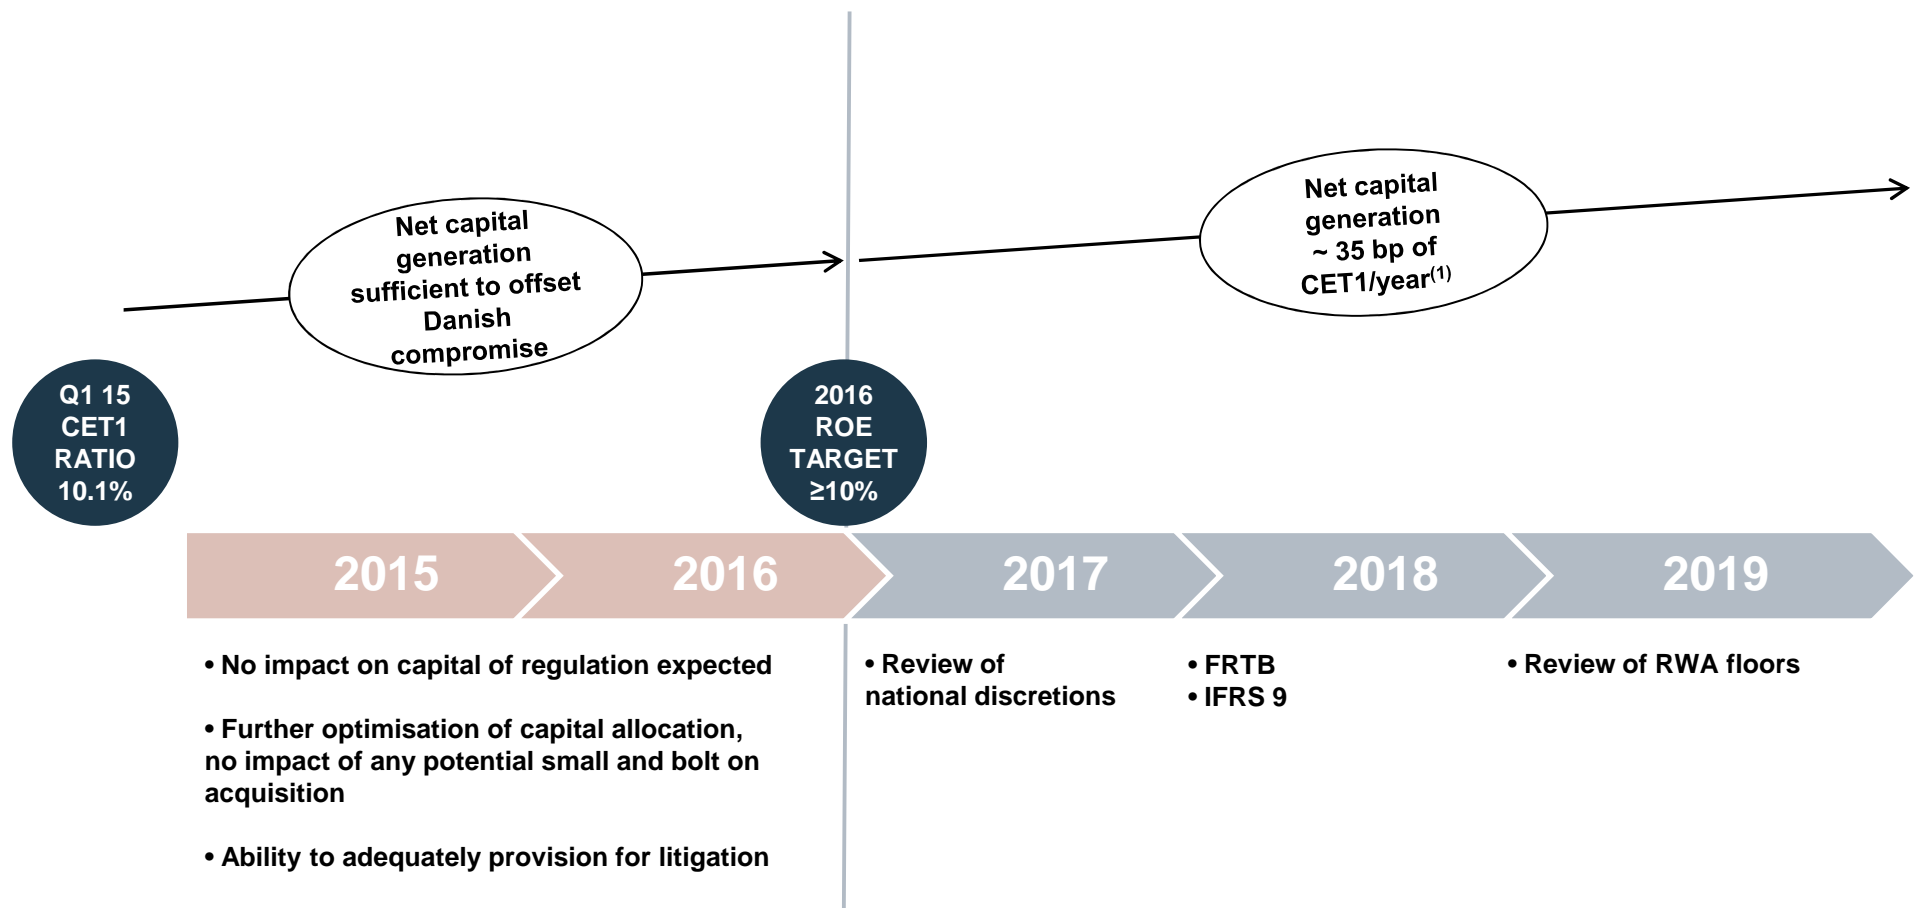 Net capital
generation
sufficient to offset
Danish
compromise
Net capital
generation
~ 35 bp of
CET1/year(1)
Q1 15
CET1
RATIO
10.1%
2016
ROE
TARGET
≥10%
2015
2016
2017
2018
2019
• No impact on capital of regulation expected
• Further optimisation of capital allocation,
no impact of any potential small and bolt on
acquisition
• Ability to adequately provision for litigation
• Review of
national discretions
• FRTB
• IFRS 9
• Review of RWA floors